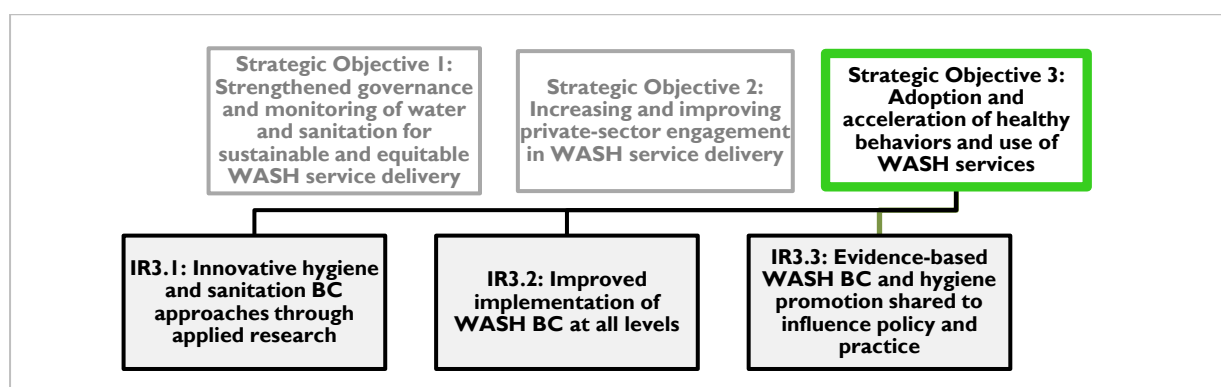 Strategic Objective 1:
Strengthened governance
and monitoring of water
and sanitation for
sustainable and equitable
WASH service delivery
Strategic Objective 2:
Increasing and improving
private-sector engagement
in WASH service delivery
Strategic Objective 3:
Adoption and
acceleration of healthy
behaviors and use of
WASH services
IR3.1: Innovative hygiene
and sanitation BC
approaches through
applied research
IR3.2: Improved
implementation of
WASH BC at all levels
IR3.3: Evidence-based
WASH BC and hygiene
promotion shared to
influence policy and
practice